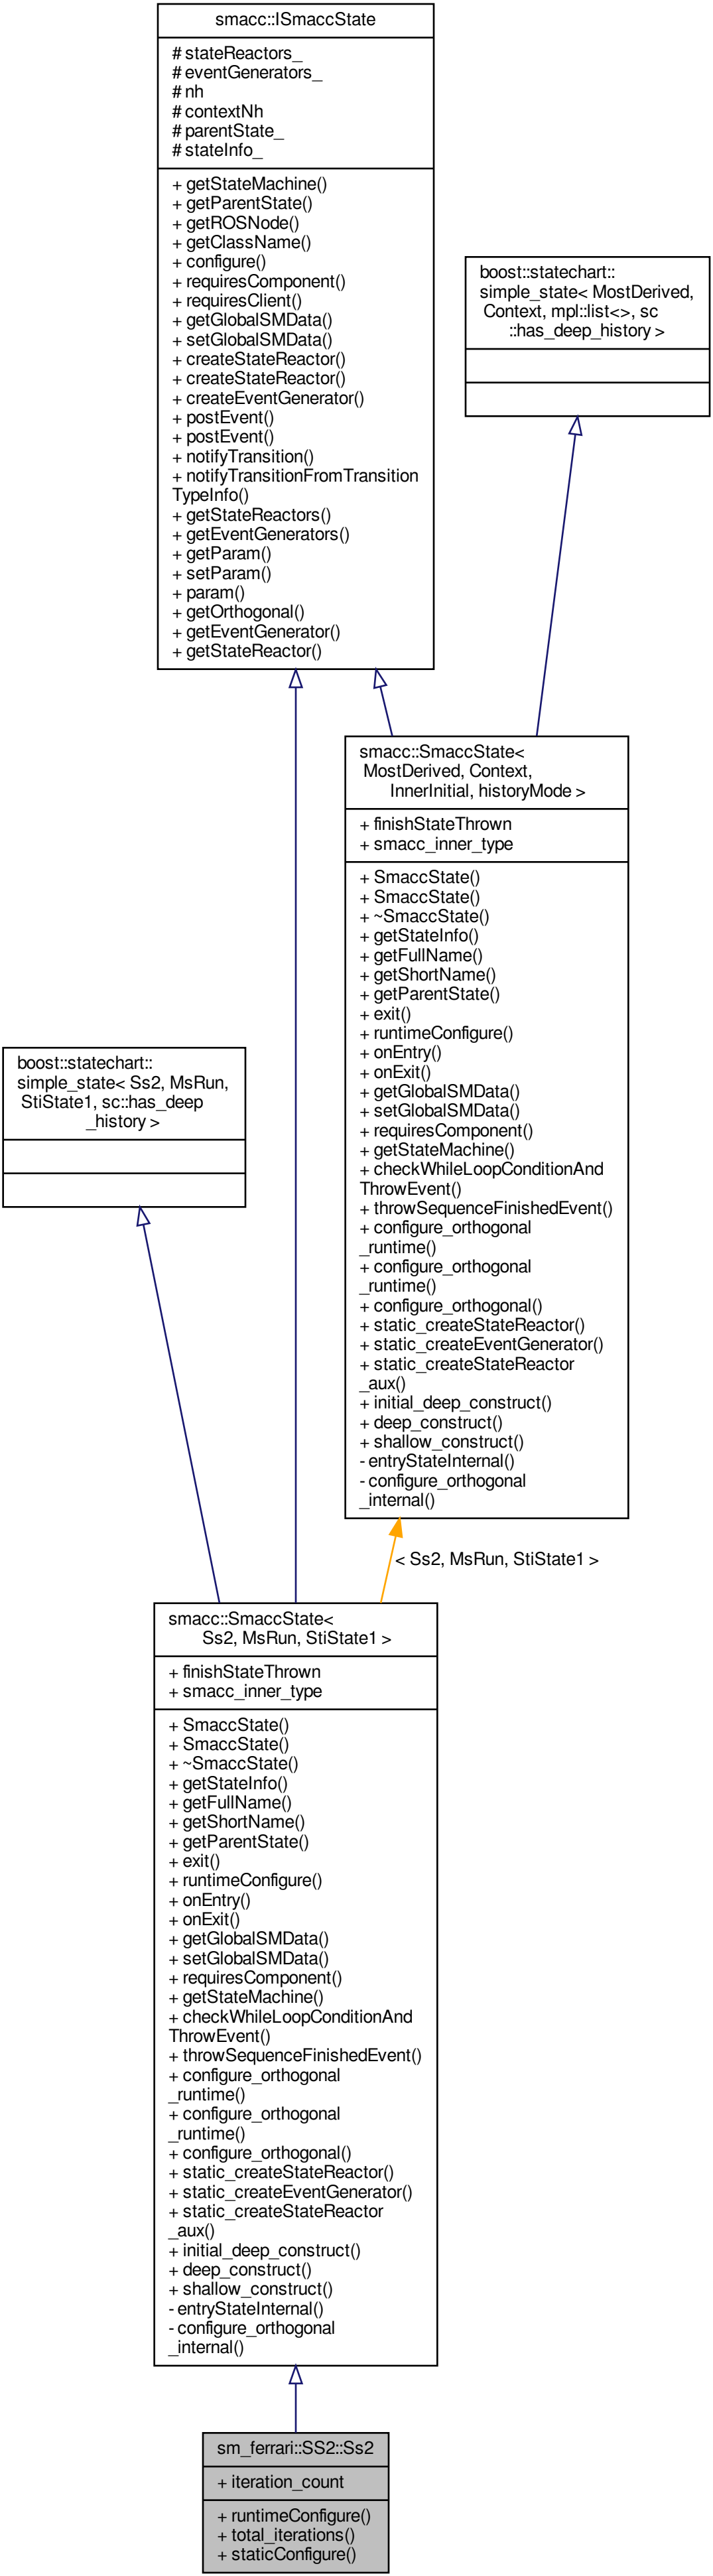 smacc::ISmaccState
# stateReactors_
# eventGenerators_
# nh
# contextNh
# parentState_
# stateInfo_
+ getStateMachine()
+ getParentState()
+ getROSNode()
+ getClassName()
+ configure()
+ requiresComponent()
+ requiresClient()
+ getGlobalSMData()
+ setGlobalSMData()
+ createStateReactor()
+ createStateReactor()
+ createEventGenerator()
+ postEvent()
+ postEvent()
+ notifyTransition()
+ notifyTransitionFromTransition
TypeInfo()
+ getStateReactors()
+ getEventGenerators()
+ getParam()
+ setParam()
+ param()
+ getOrthogonal()
+ getEventGenerator()
+ getStateReactor()
boost::statechart::
simple_state< MostDerived,
Context, mpl::list<>, sc
::has_deep_history >
smacc::SmaccState<
MostDerived, Context,
InnerInitial, historyMode >
+ finishStateThrown
+ smacc_inner_type
+ SmaccState()
+ SmaccState()
+ ~SmaccState()
+ getStateInfo()
+ getFullName()
+ getShortName()
+ getParentState()
+ exit()
+ runtimeConfigure()
+ onEntry()
+ onExit()
+ getGlobalSMData()
+ setGlobalSMData()
+ requiresComponent()
+ getStateMachine()
+ checkWhileLoopConditionAnd
ThrowEvent()
+ throwSequenceFinishedEvent()
+ configure_orthogonal
_runtime()
+ configure_orthogonal
_runtime()
+ configure_orthogonal()
+ static_createStateReactor()
+ static_createEventGenerator()
+ static_createStateReactor
_aux()
+ initial_deep_construct()
+ deep_construct()
+ shallow_construct()
- entryStateInternal()
- configure_orthogonal
_internal()
boost::statechart::
simple_state< Ss2, MsRun,
StiState1, sc::has_deep
_history >
< Ss2, MsRun, StiState1 >
smacc::SmaccState<
Ss2, MsRun, StiState1 >
+ finishStateThrown
+ smacc_inner_type
+ SmaccState()
+ SmaccState()
+ ~SmaccState()
+ getStateInfo()
+ getFullName()
+ getShortName()
+ getParentState()
+ exit()
+ runtimeConfigure()
+ onEntry()
+ onExit()
+ getGlobalSMData()
+ setGlobalSMData()
+ requiresComponent()
+ getStateMachine()
+ checkWhileLoopConditionAnd
ThrowEvent()
+ throwSequenceFinishedEvent()
+ configure_orthogonal
_runtime()
+ configure_orthogonal
_runtime()
+ configure_orthogonal()
+ static_createStateReactor()
+ static_createEventGenerator()
+ static_createStateReactor
_aux()
+ initial_deep_construct()
+ deep_construct()
+ shallow_construct()
- entryStateInternal()
- configure_orthogonal
_internal()
sm_ferrari::SS2::Ss2
+ iteration_count
+ runtimeConfigure()
+ total_iterations()
+ staticConfigure()